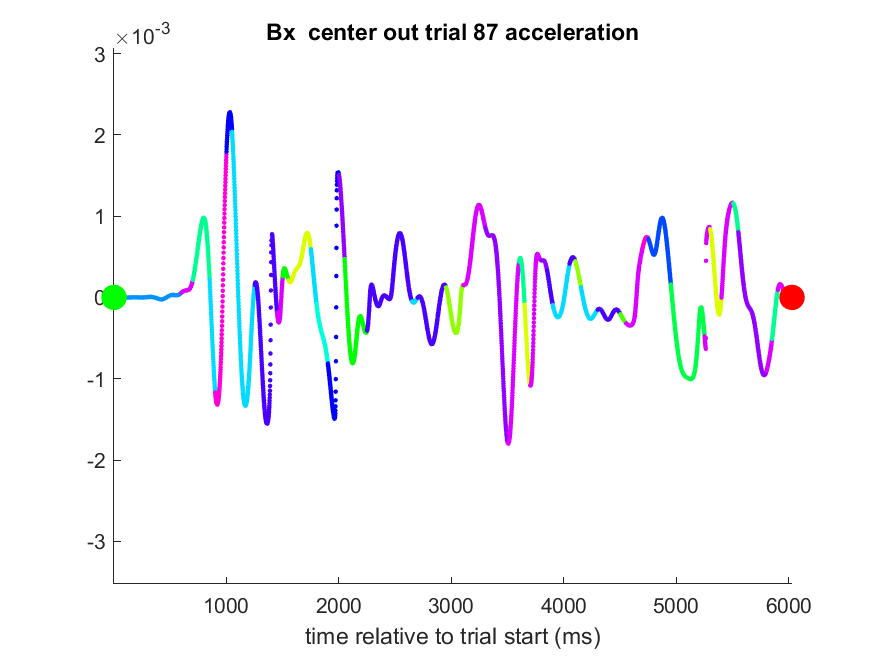 Bx  center out trial 87 acceleration
×10-3
3
2
1
0
-1
-2
-3
1000 2000 3000 4000 5000 6000
time relative to trial start (ms)